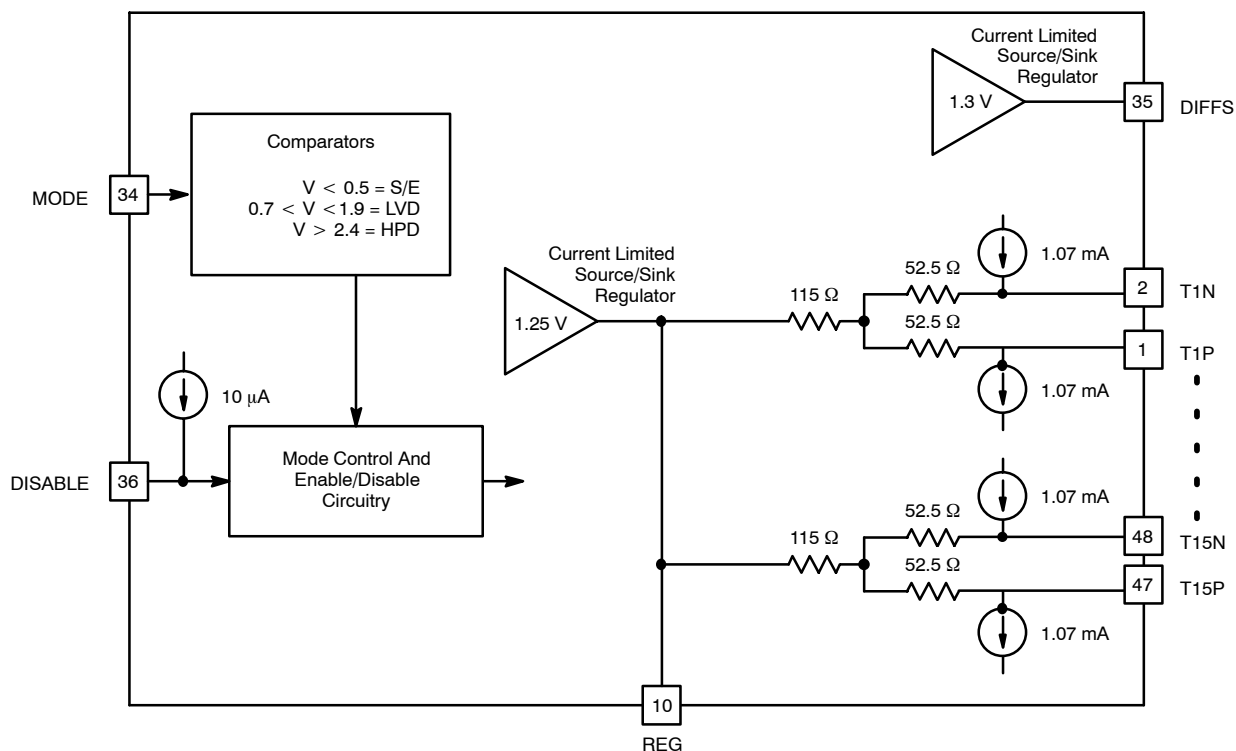 Current Limited
Source/Sink
Regulator
1.3 V
35
DIFFS
Comparators
V < 0.5 = S/E
0.7 < V <1.9 = LVD
V > 2.4 = HPD
MODE
34
Current Limited
Source/Sink
Regulator
1.25 V
115 Ω
52.5 Ω
1.07 mA
2
T1N
52.5 Ω
1
T1P
1.07 mA
10 μA
DISABLE
36
Mode Control And
Enable/Disable
Circuitry
115 Ω
52.5 Ω
1.07 mA
48
T15N
52.5 Ω
47
T15P
1.07 mA
10
REG